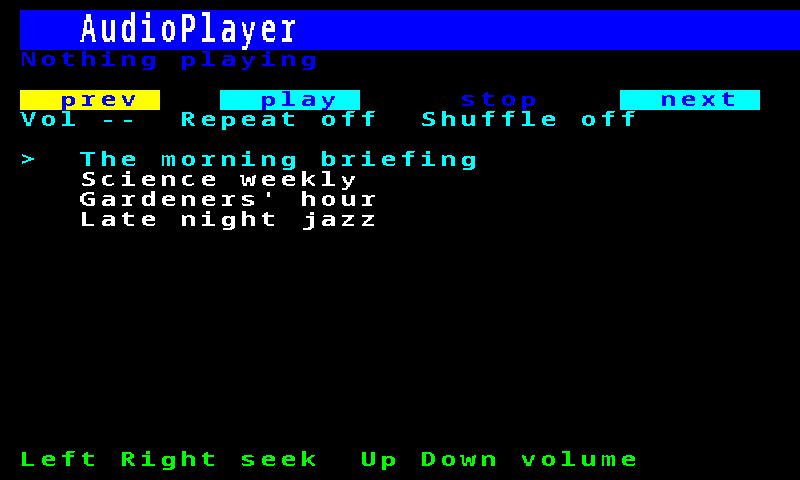 AudioPlayer
Nothing playing
prev play stop next
Vol -- Repeat off Shuffle off
> The morning briefing
Science weekly
Gardeners' hour
Late night jazz
Left Right seek Up Down volume